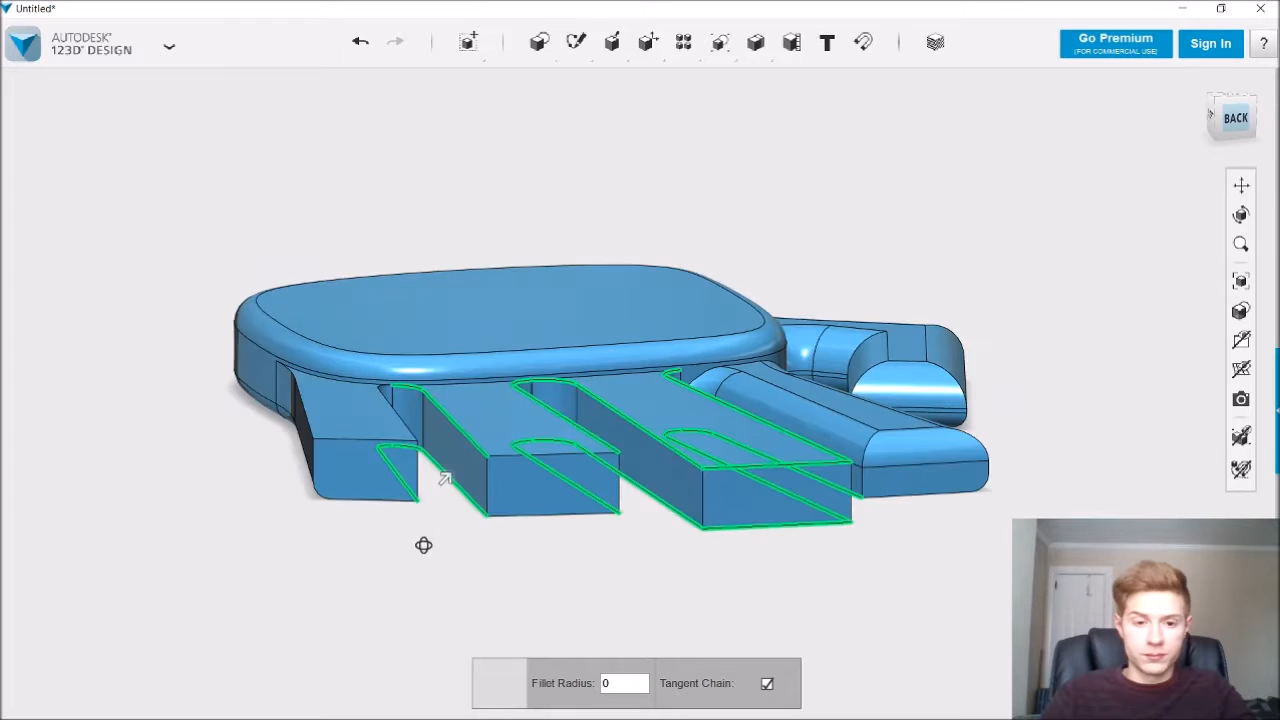 Untitled*
AUTODESK®
123D® DESIGN
Go Premium
(FOR COMMERCIAL USE)
Sign In
?
BACK
Fillet Radius: 0
Tangent Chain: